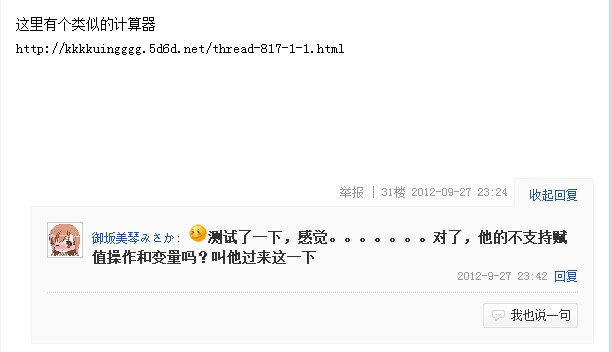 这里有个类似的计算器
http://kkkkuingggg.5d6d.net/thread-817-1-1.html
举报 | 31楼 2012-09-27 23:24 收起回复
御坂美琴みさか: 测试了一下，感觉。。。。。。。对了，他的不支持赋
值操作和变量吗？叫他过来这一下
2012-9-27 23:42 回复
我也说一句